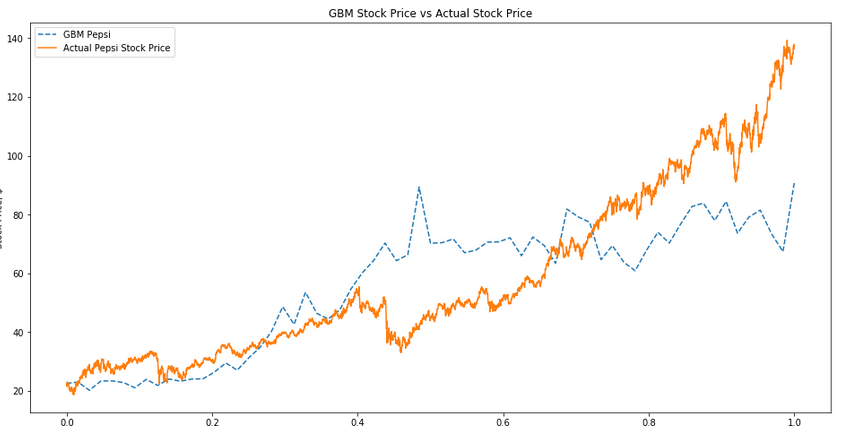 GBM Stock Price vs Actual Stock Price
GBM Pepsi
Actual Pepsi Stock Price
140
120
100
80
60
40
20
0.0 0.2 0.4 0.6 0.8 1.0